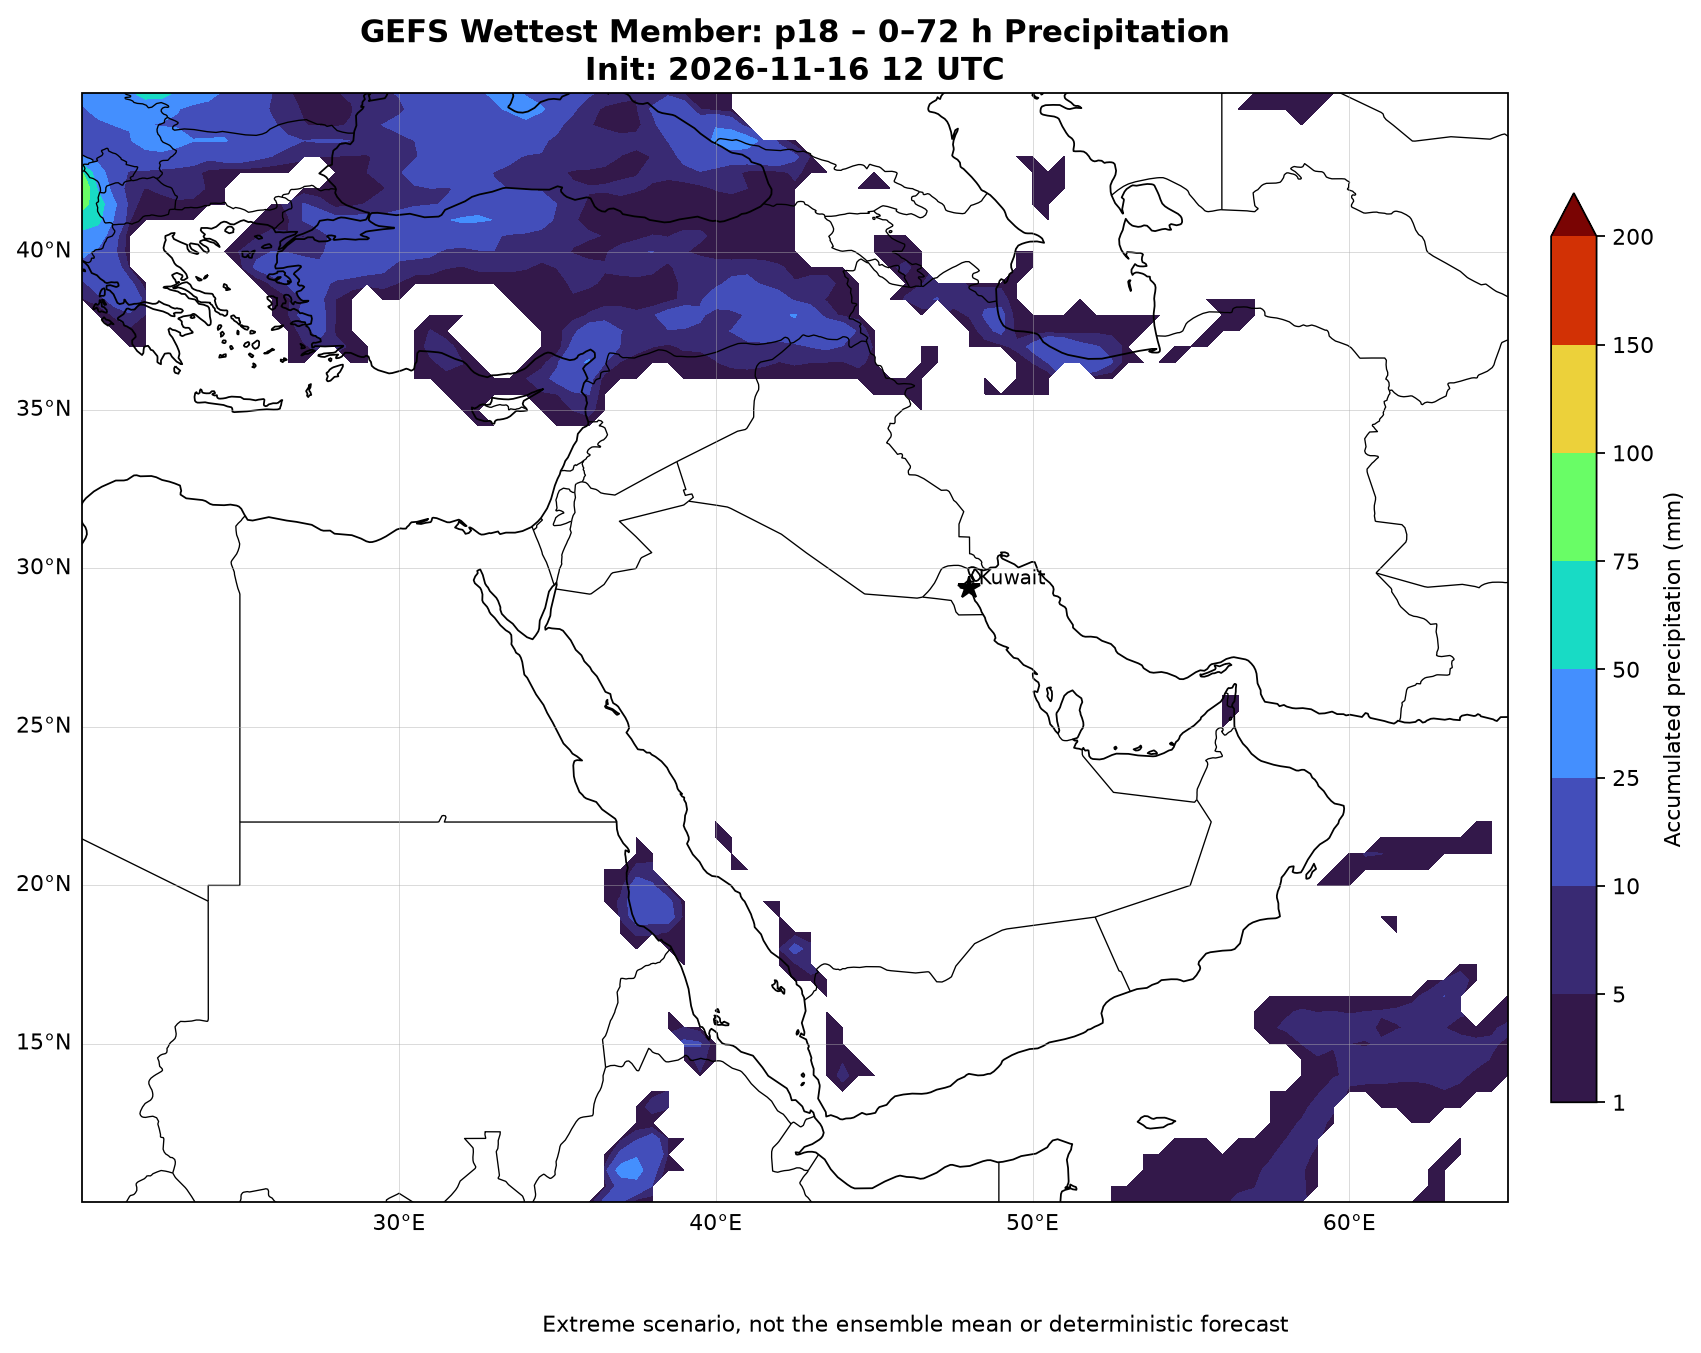 GEFS Wettest Member: p18 – 0–72 h Precipitation
Init: 2026-11-16 12 UTC
40°N
35°N
30°N
25°N
20°N
15°N
30°E
40°E
50°E
60°E
Kuwait
200
150
100
75
50
25
10
5
1
Accumulated precipitation (mm)
Extreme scenario, not the ensemble mean or deterministic forecast